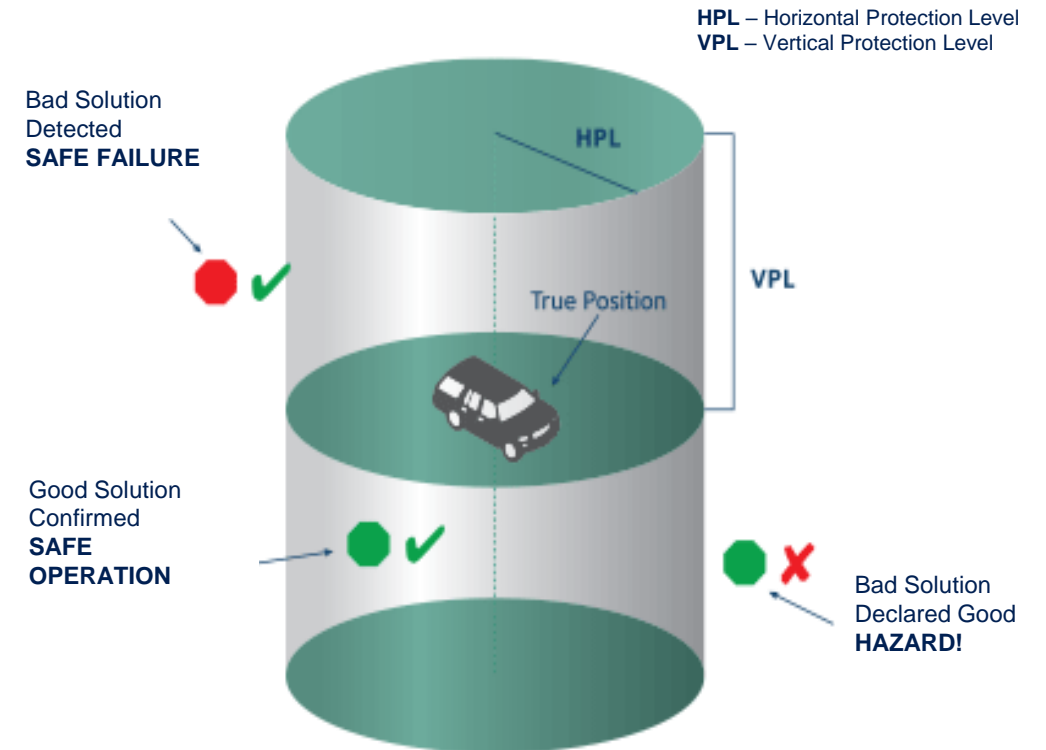 HPL – Horizontal Protection Level
VPL – Vertical Protection Level
Bad Solution
Detected
SAFE FAILURE
HPL
VPL
True Position
Good Solution
Confirmed
SAFE
OPERATION
Bad Solution
Declared Good
HAZARD!